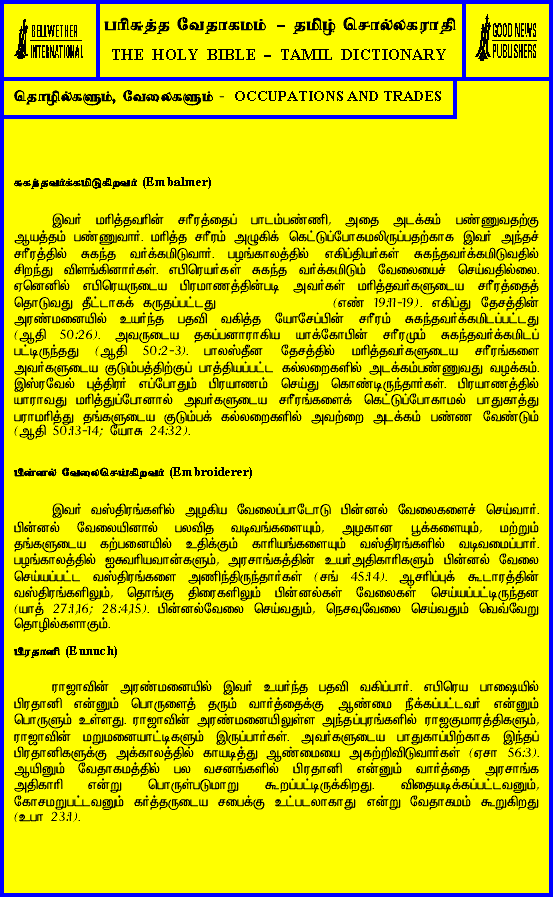 BELLWETHER
INTERNATIONAL
பரிசுத்த வேதாகமம் – தமிழ் சொல்லகராதி
THE HOLY BIBLE – TAMIL DICTIONARY
GOOD NEWS
PUBLISHERS
தொழில்களும், வேலைகளும் - OCCUPATIONS AND TRADES
சுகந்தவர்க்கமிடுகிறவர் (Embalmer)
இவர் மரித்தவரின் சரீரத்தைப் பாடம்பண்ணி, அதை அடக்கம் பண்ணுவதற்கு
ஆயத்தம் பண்ணுவார். மரித்த சரீரம் அழுகிக் கெட்டுப்போகமலிருப்பதற்காக இவர் அந்தச்
சரீரத்தில் சுகந்த வர்க்கமிடுவார். பழங்காலத்தில் எகிப்தியர்கள் சுகந்தவர்க்கமிடுவதில்
சிறந்து விளங்கினார்கள். எபிரெயர்கள் சுகந்த வர்க்கமிடும் வேலையைச் செய்வதில்லை.
ஏனெனில் எபிரெயருடைய பிரமாணத்தின்படி அவர்கள் மரித்தவர்களுடைய சரீரத்தைத்
தொடுவது தீட்டாகக் கருதப்பட்டது (எண் 19:11-19). எகிப்து தேசத்தின்
அரண்மனையில் உயர்ந்த பதவி வகித்த யோசேப்பின் சரீரம் சுகந்தவர்க்கமிடப்பட்டது
(ஆதி 50:26). அவருடைய தகப்பனாராகிய யாக்கோபின் சரீரமும் சுகந்தவர்க்கமிடப்
பட்டிருந்தது (ஆதி 50:2-3). பாலஸ்தீன தேசத்தில் மரித்தவர்களுடைய சரீரங்களை
அவர்களுடைய குடும்பத்திற்குப் பாத்தியப்பட்ட கல்லறைகளில் அடக்கம்பண்ணுவது வழக்கம்.
இஸ்ரவேல் புத்திரர் எப்போதும் பிரயாணம் செய்து கொண்டிருந்தார்கள். பிரயாணத்தில்
யாராவது மரித்துப்போனால் அவர்களுடைய சரீரங்களைக் கெட்டுப்போகாமல் பாதுகாத்து
பராமரித்து தங்களுடைய குடும்பக் கல்லறைகளில் அவற்றை அடக்கம் பண்ண வேண்டும்
(ஆதி 50:13-14; யோசு 24:32).
பின்னல் வேலைசெய்கிறவர் (Embroiderer)
இவர் வஸ்திரங்களில் அழகிய வேலைப்பாடோடு பின்னல் வேலைகளைச் செய்வார்.
பின்னல் வேலையினால் பலவித வடிவங்களையும், அழகான பூக்களையும், மற்றும்
தங்களுடைய கற்பனையில் உதிக்கும் காரியங்களையும் வஸ்திரங்களில் வடிவமைப்பார்.
பழங்காலத்தில் ஐசுவரியவான்களும், அரசாங்கத்தின் உயர்அதிகாரிகளும் பின்னல் வேலை
செய்யப்பட்ட வஸ்திரங்களை அணிந்திருந்தார்கள் (சங் 45:14). ஆசரிப்புக் கூடாரத்தின்
வஸ்திரங்களிலும், தொங்கு திரைகளிலும் பின்னல்கள் வேலைகள் செய்யப்பட்டிருந்தன
(யாத் 27:1,16; 28:4,15). பின்னல்வேலை செய்வதும், நெசவுவேலை செய்வதும் வெவ்வேறு
தொழில்களாகும்.
பிரதானி (Eunuch)
ராஜாவின் அரண்மனையில் இவர் உயர்ந்த பதவி வகிப்பார். எபிரெய பாஷையில்
பிரதானி என்னும் பொருளைத் தரும் வார்த்தைக்கு ஆண்மை நீக்கப்பட்டவர் என்னும்
பொருளும் உள்ளது. ராஜாவின் அரண்மனையிலுள்ள அந்தப்புரங்களில் ராஜகுமாரத்திகளும்,
ராஜாவின் மறுமனையாட்டிகளும் இருப்பார்கள். அவர்களுடைய பாதுகாப்பிற்காக இந்தப்
பிரதானிகளுக்கு அக்காலத்தில் காயடித்து ஆண்மையை அகற்றிவிடுவார்கள் (ஏசா 56:3).
ஆயினும் வேதாகமத்தில் பல வசனங்களில் பிரதானி என்னும் வார்த்தை அரசாங்க
அதிகாரி என்று பொருள்படுமாறு கூறப்பட்டிருக்கிறது. விதையடிக்கப்பட்டவனும்,
கோசமறுபட்டவனும் கர்த்தருடைய சபைக்கு உட்படலாகாது என்று வேதாகமம் கூறுகிறது
(உபா 23:1).